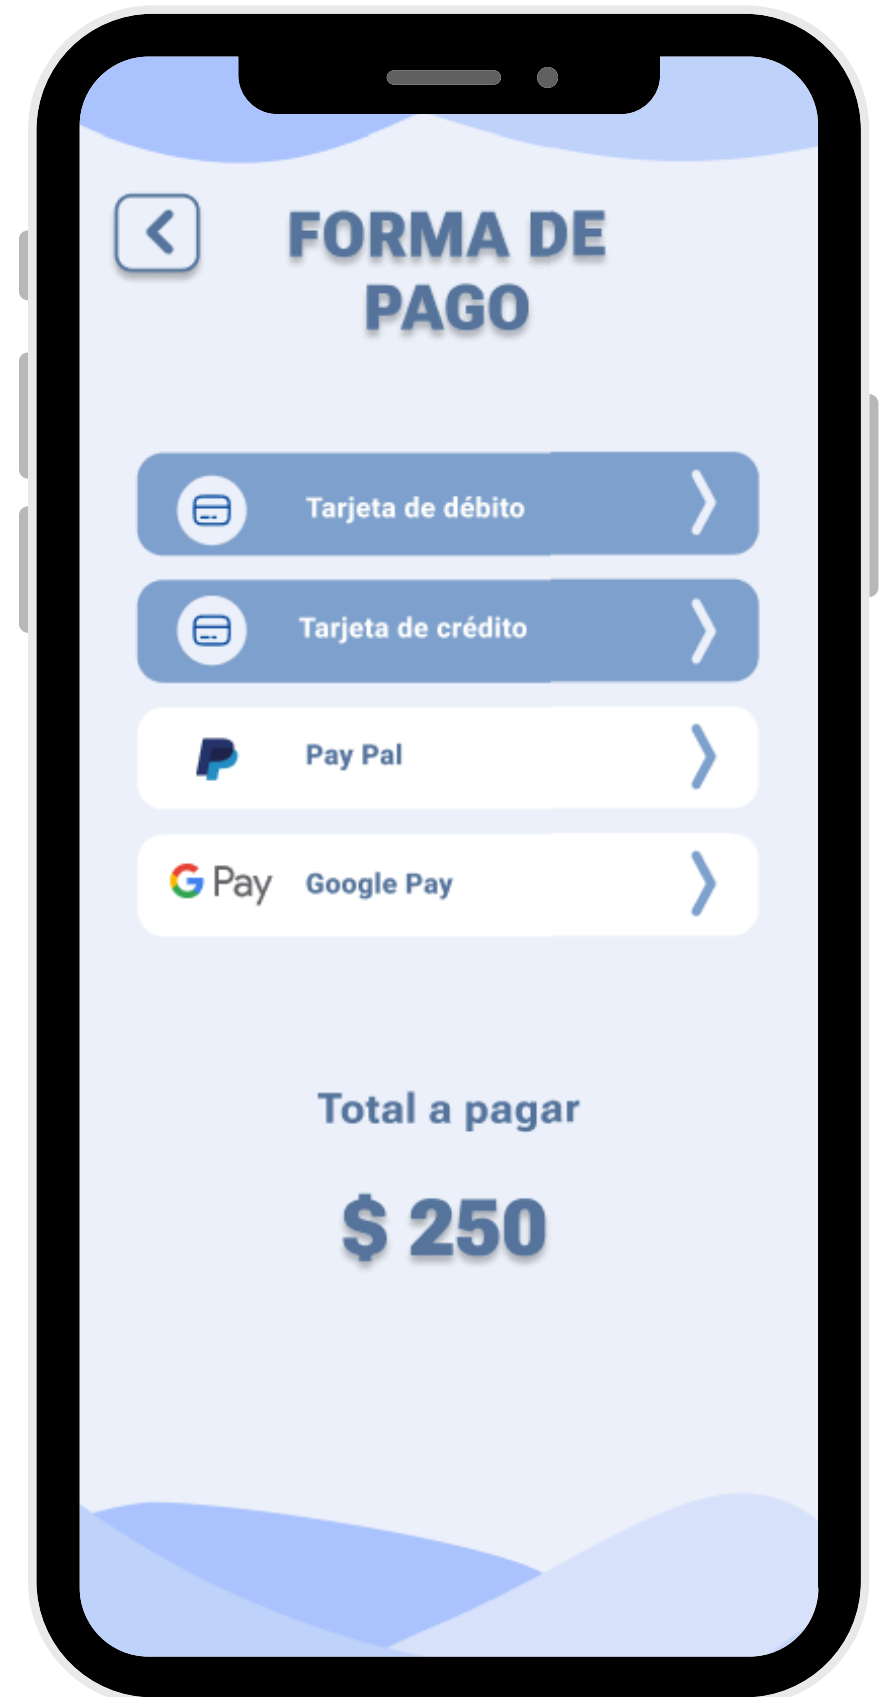 FORMA DE
PAGO
Tarjeta de débito
Tarjeta de crédito
Pay Pal
G Pay Google Pay
Total a pagar
$ 250